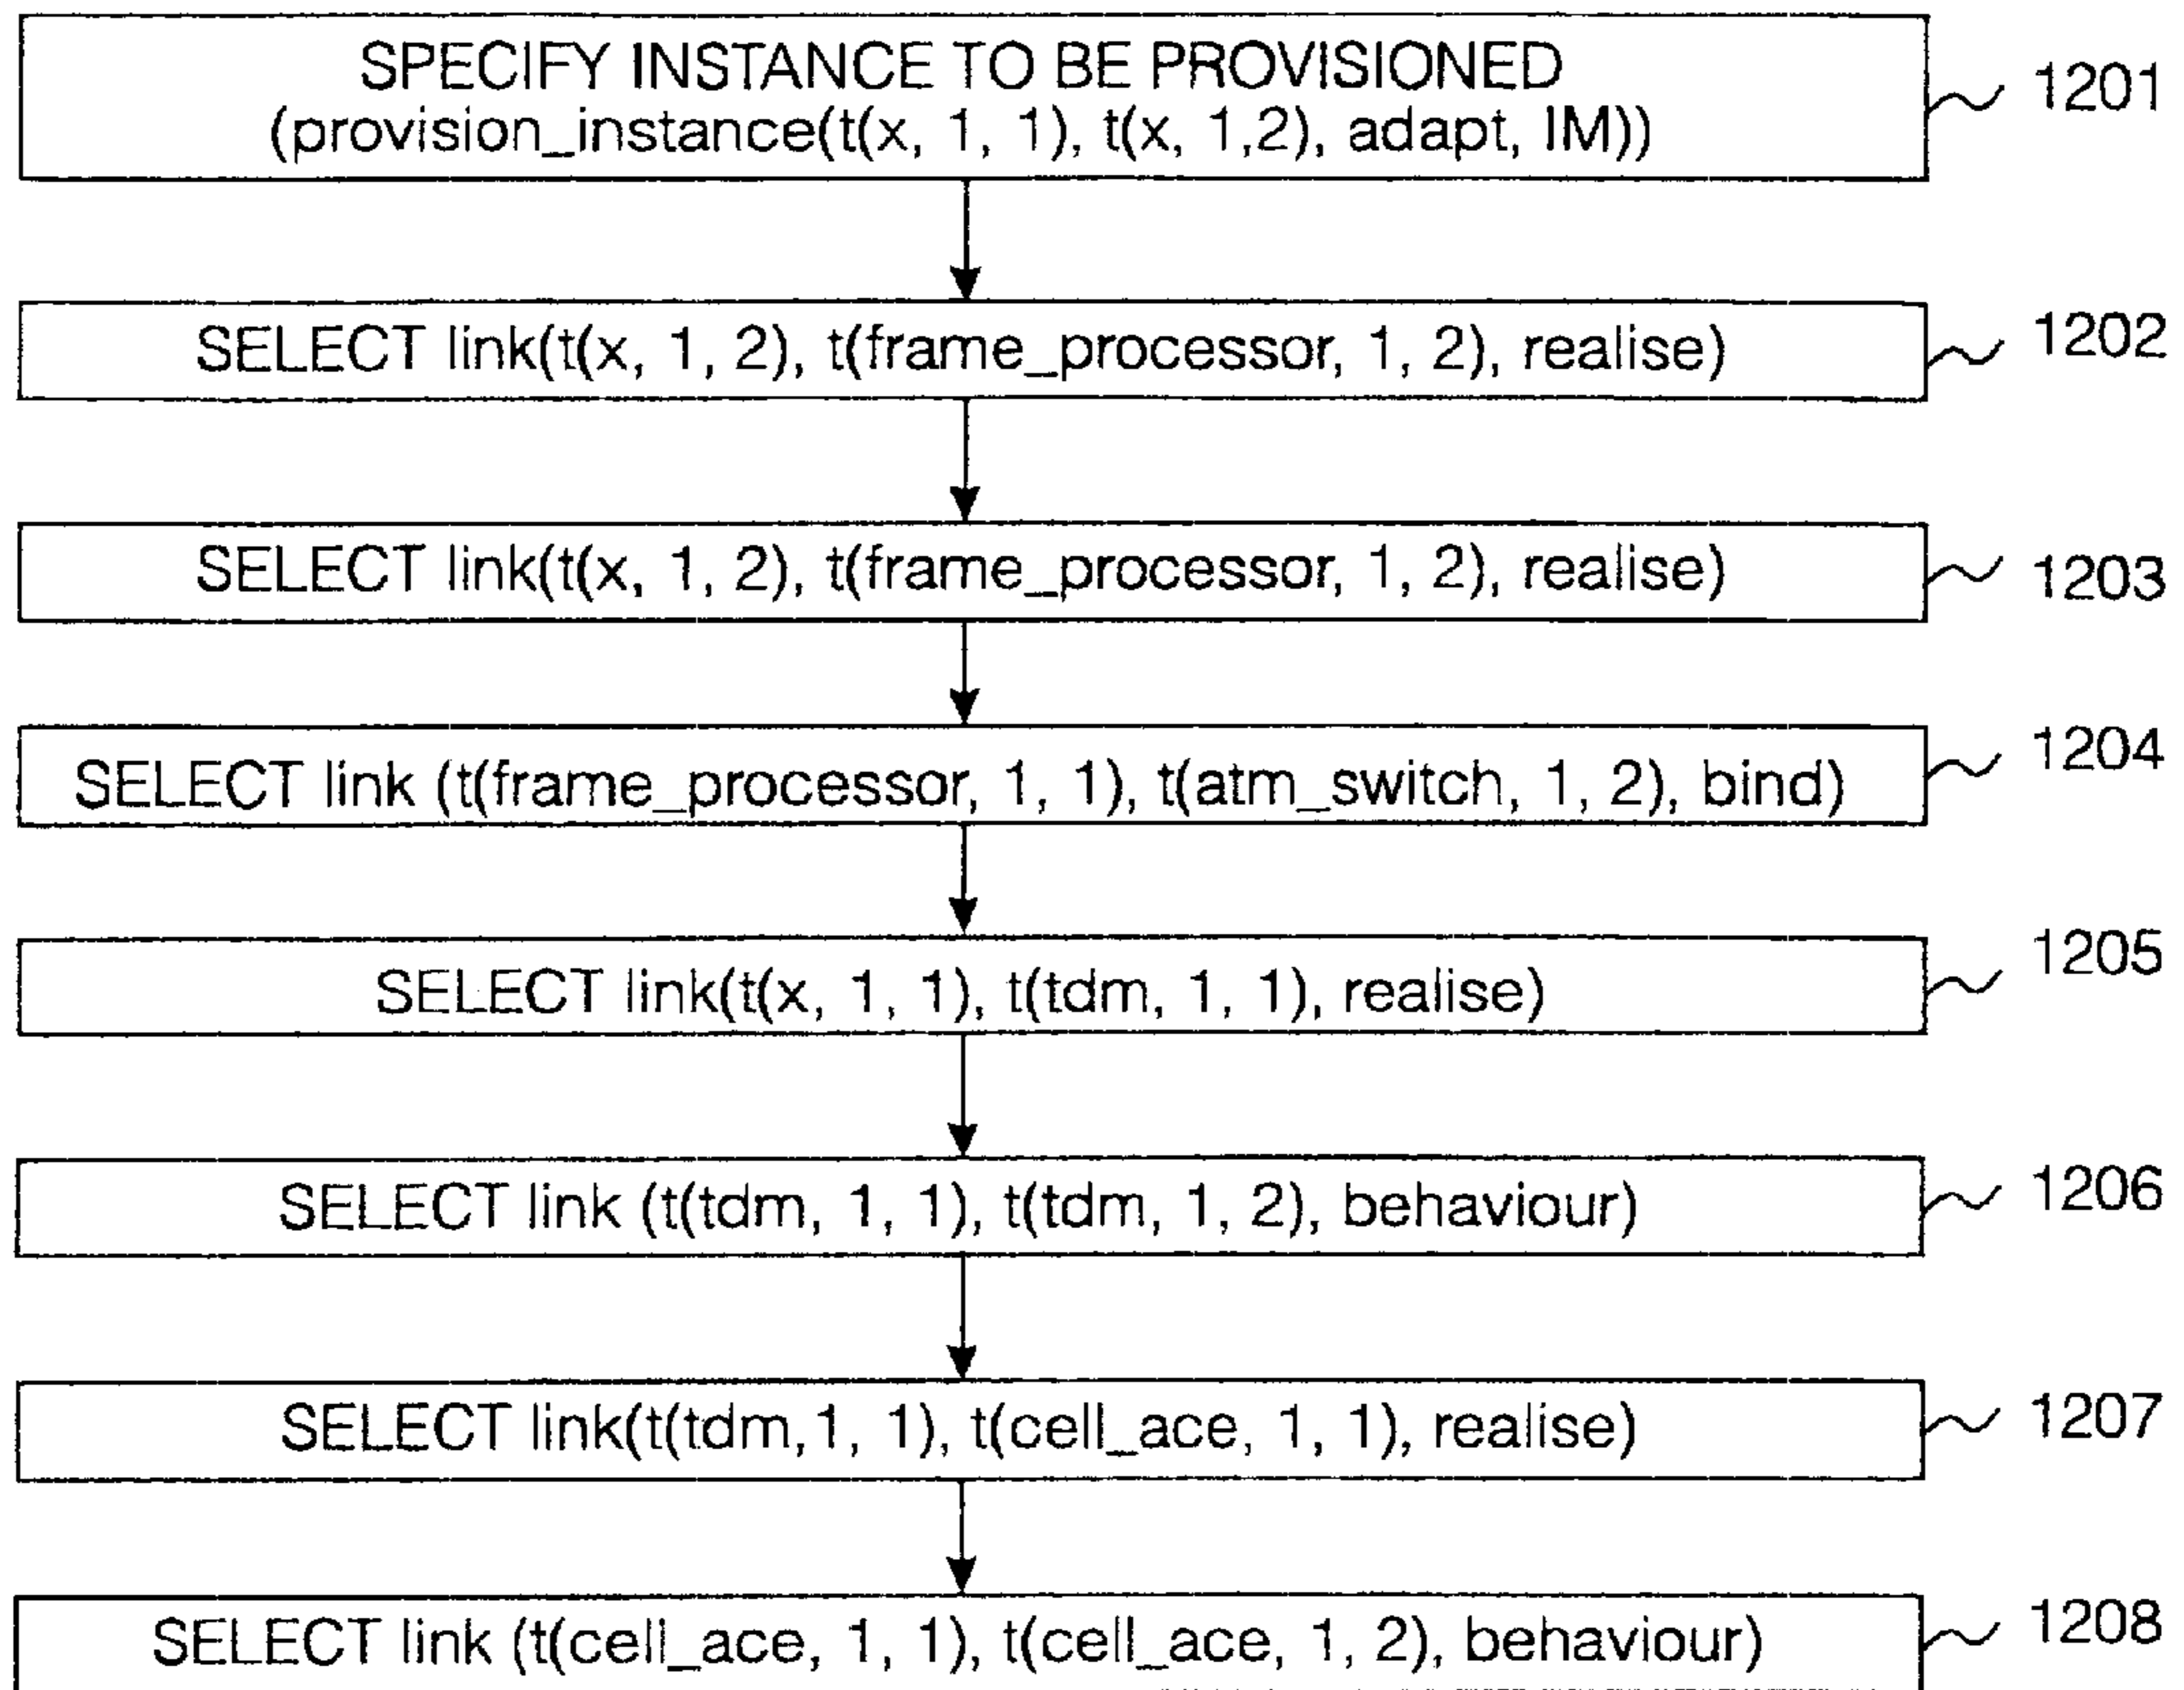 SPECIFY INSTANCE TO BE PROVISIONED
(provision_instance(t(x, 1, 1), t(x, 1,2), adapt, IM))
1201
SELECT link(t(x, 1, 2), t(frame_processor, 1, 2), realise)
1202
SELECT link(t(x, 1, 2), t(frame_processor, 1, 2), realise)
1203
SELECT link (t(frame_processor, 1, 1), t(atm_switch, 1, 2), bind)
1204
SELECT link(t(x, 1, 1), t(tdm, 1, 1), realise)
1205
SELECT link (t(tdm, 1, 1), t(tdm, 1, 2), behaviour)
1206
SELECT link(t(tdm,1, 1), t(cell_ace, 1, 1), realise)
1207
SELECT link (t(cell_ace, 1, 1), t(cell_ace, 1, 2), behaviour)
1208